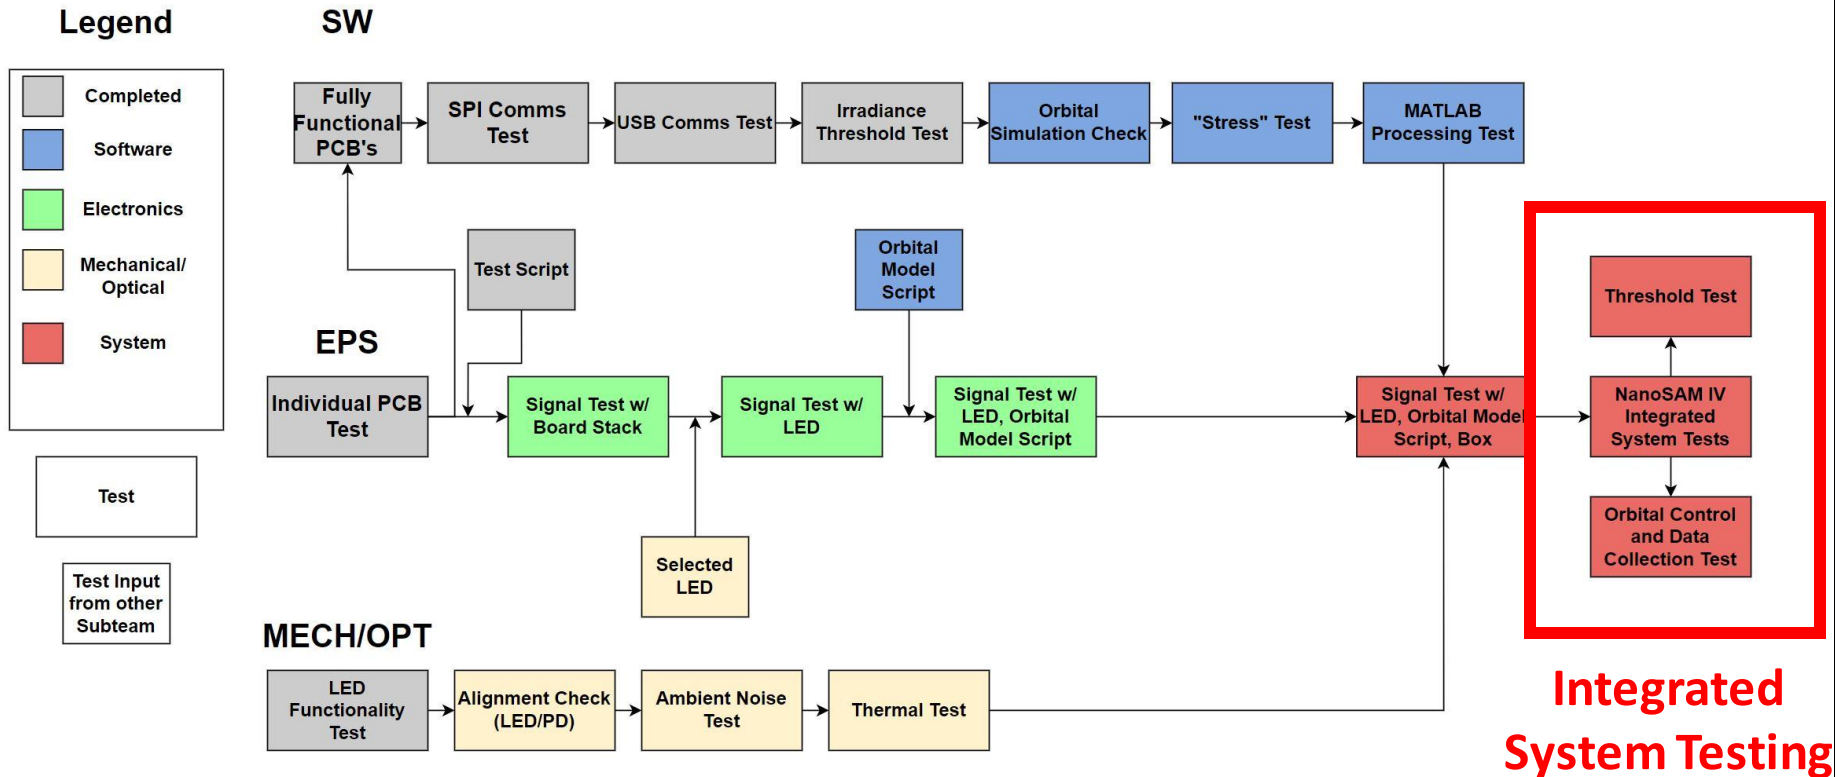 Legend
Completed
Software
Electronics
Mechanical/
Optical
System
Test
Test Input
from other
Subteam
SW
Fully
Functional
PCB's
SPI Comms
Test
USB Comms Test
Irradiance
Threshold Test
Orbital
Simulation Check
"Stress" Test
MATLAB
Processing Test
Test Script
Orbital
Model
Script
EPS
Individual PCB
Test
Signal Test w/
Board Stack
Signal Test w/
LED
Signal Test w/
LED, Orbital
Model Script
Signal Test w/
LED, Orbital Model
Script, Box
Threshold Test
NanoSAM IV
Integrated
System Tests
Orbital Control
and Data
Collection Test
Selected
LED
MECH/OPT
LED
Functionality
Test
Alignment Check
(LED/PD)
Ambient Noise
Test
Thermal Test
Integrated
System Testing